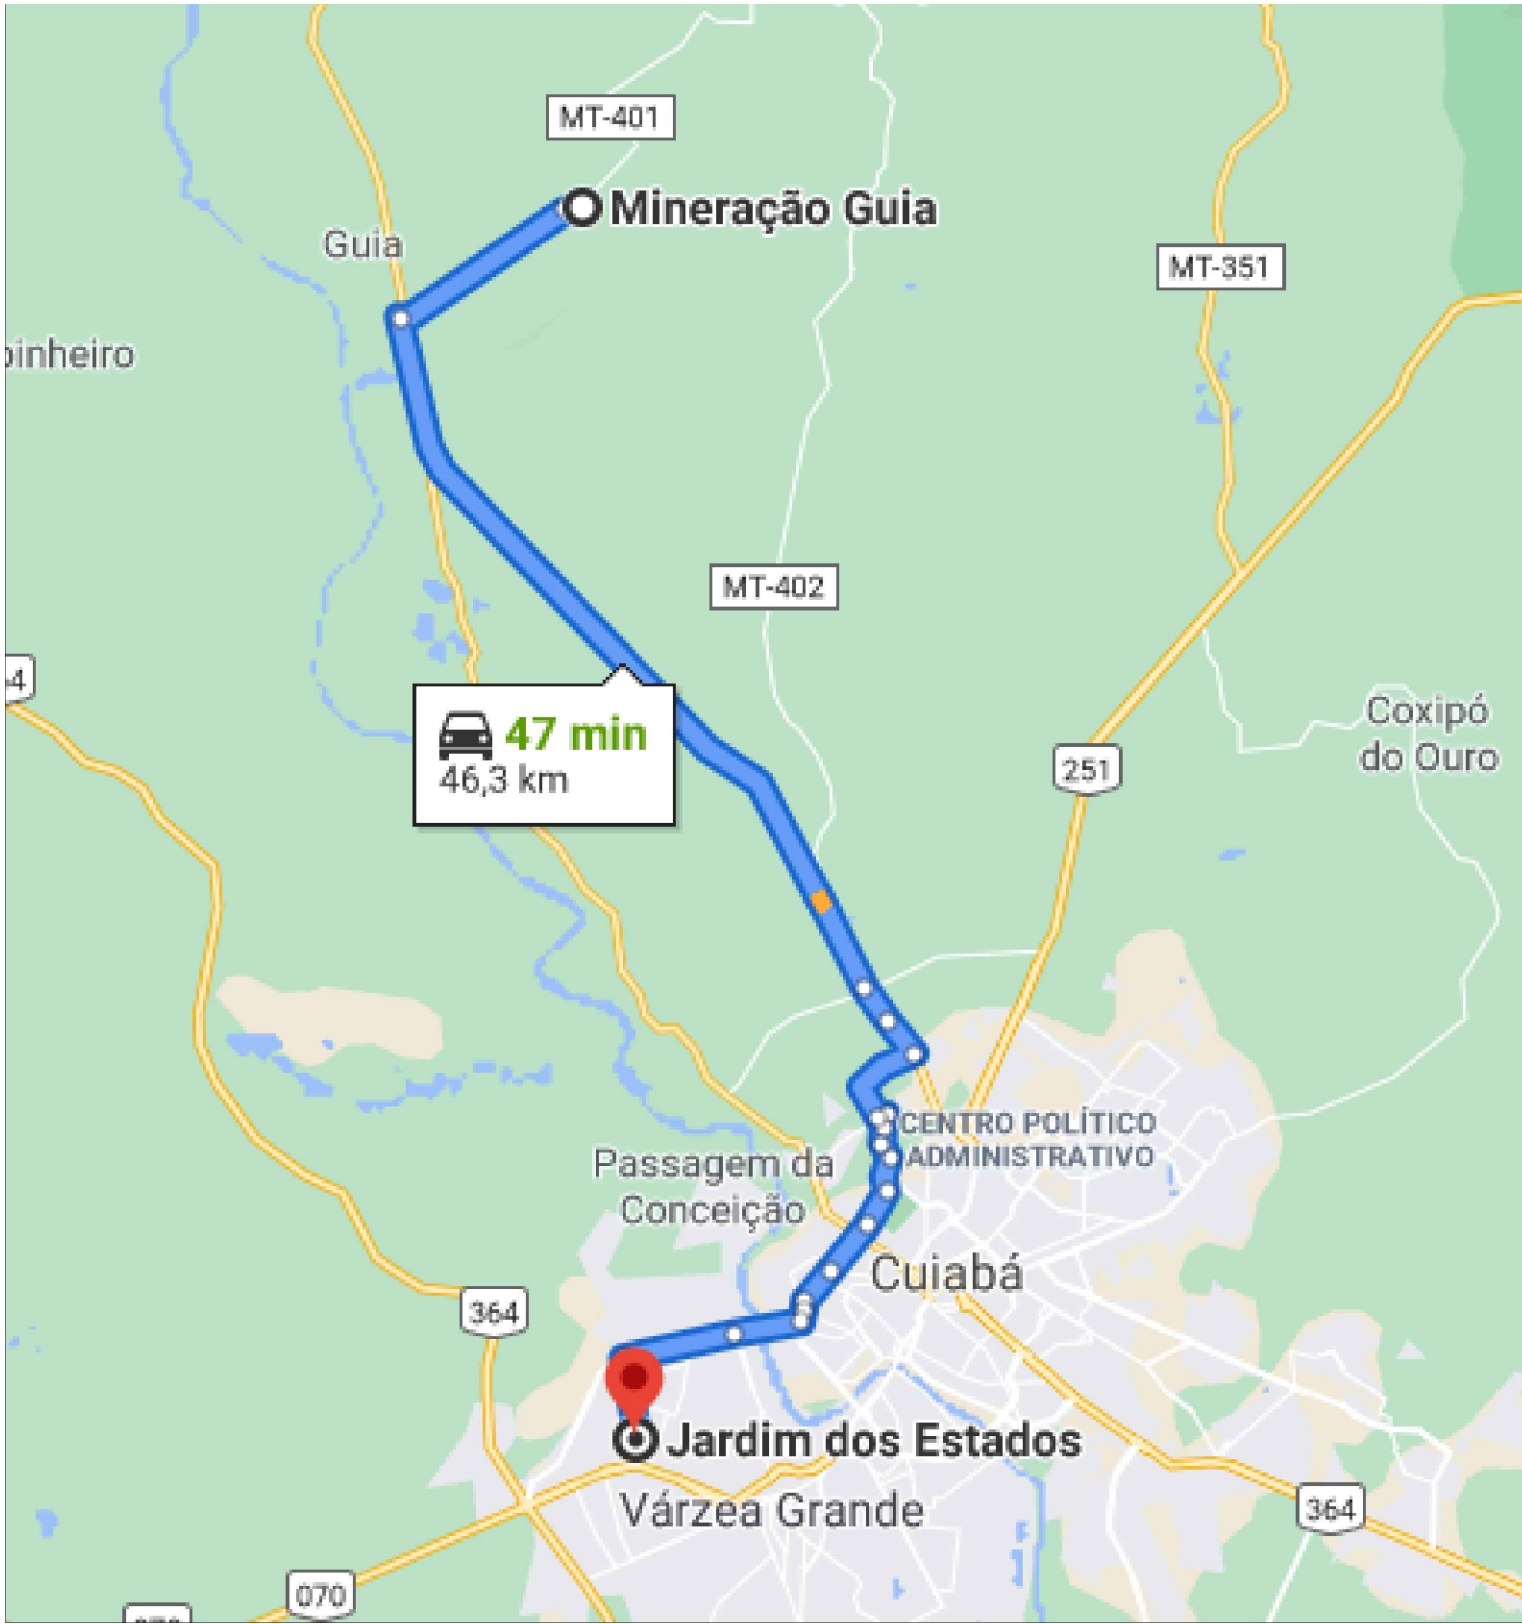 MT-401
Mineração Guia
Guia
MT-351
pinheiro
MT-402
Coxipó
do Ouro
47 min
46,3 km
251
CENTRO POLÍTICO
ADMINISTRATIVO
Passagem da
Conceição
Cuiabá
364
Jardim dos Estados
Várzea Grande
364
070